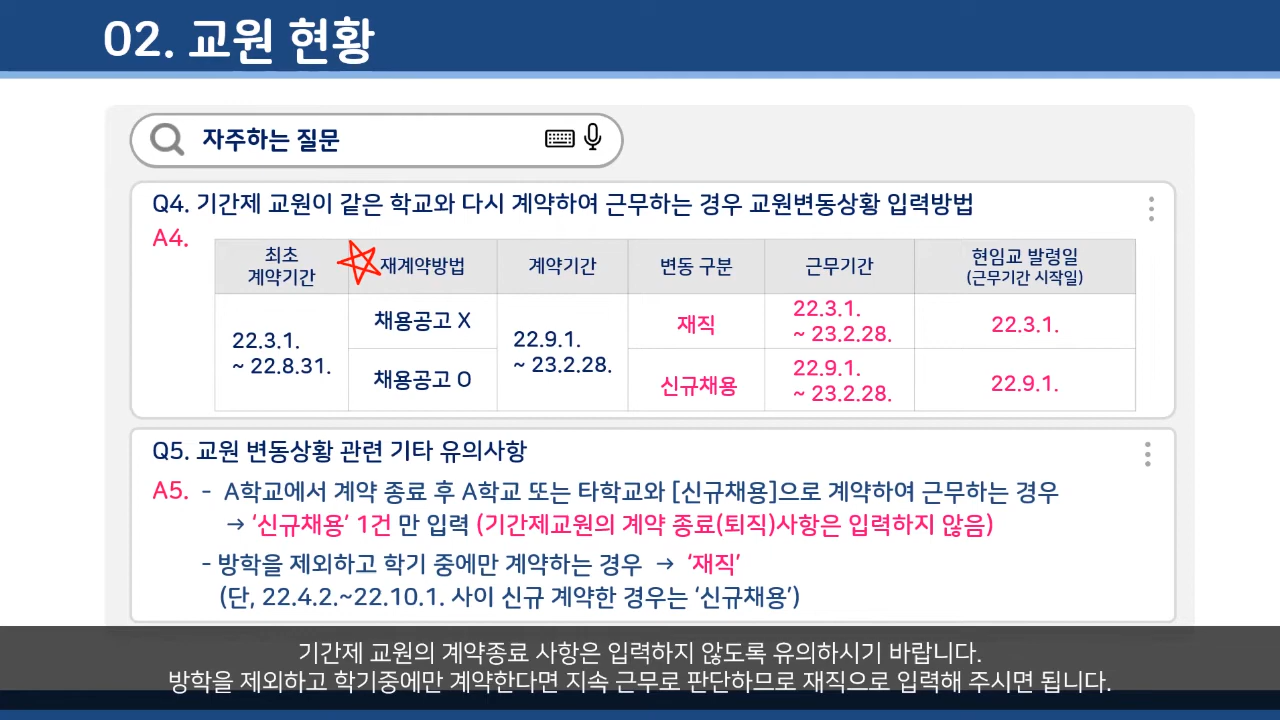 02. 교원 현황
자주하는 질문
Q4. 기간제 교원이 같은 학교와 다시 계약하여 근무하는 경우 교원변동상황 입력방법
A4.
최초
계약기간
재계약방법
계약기간
변동 구분
근무기간
현임교 발령일
(근무기간 시작일)
22.3.1.
~ 22.8.31.
채용공고 X
22.9.1.
~ 23.2.28.
재직
22.3.1.
~ 23.2.28.
22.3.1.
채용공고 O
신규채용
22.9.1.
~ 23.2.28.
22.9.1.
Q5. 교원 변동상황 관련 기타 유의사항
A5. - A학교에서 계약 종료 후 A학교 또는 타학교와 [신규채용]으로 계약하여 근무하는 경우
→ ‘신규채용’ 1건 만 입력 (기간제교원의 계약 종료(퇴직)사항은 입력하지 않음)
- 방학을 제외하고 학기 중에만 계약하는 경우 → ‘재직’
(단, 22.4.2.~22.10.1. 사이 신규 계약한 경우는 ‘신규채용’)
기간제 교원의 계약종료 사항은 입력하지 않도록 유의하시기 바랍니다.
방학을 제외하고 학기중에만 계약한다면 지속 근무로 판단하므로 재직으로 입력해 주시면 됩니다.